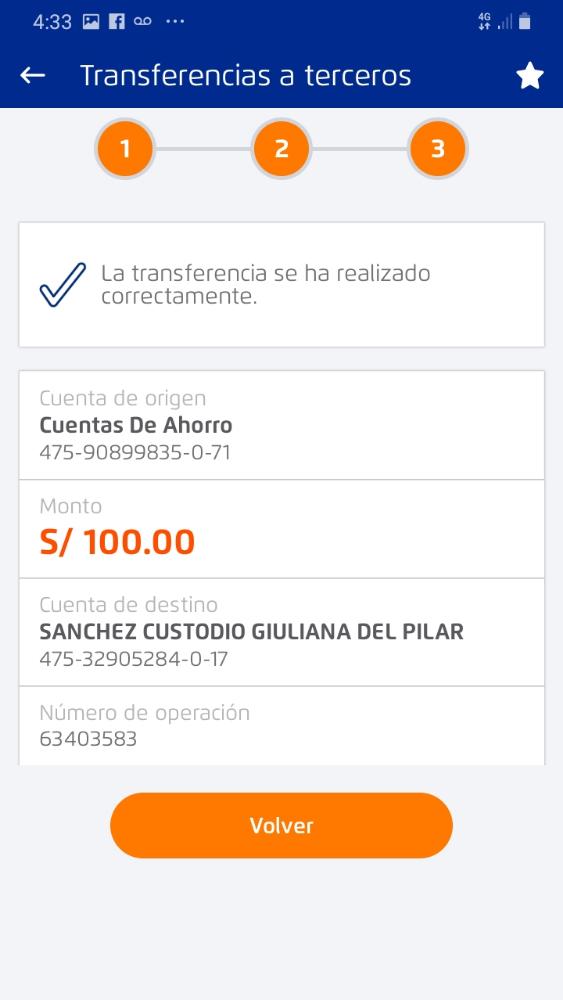 4:33
4G
Transferencias a terceros
1 2 3
La transferencia se ha realizado
correctamente.
Cuenta de origen
Cuentas De Ahorro
475-90899835-0-71
Monto
S/ 100.00
Cuenta de destino
SANCHEZ CUSTODIO GIULIANA DEL PILAR
475-32905284-0-17
Número de operación
63403583
Volver